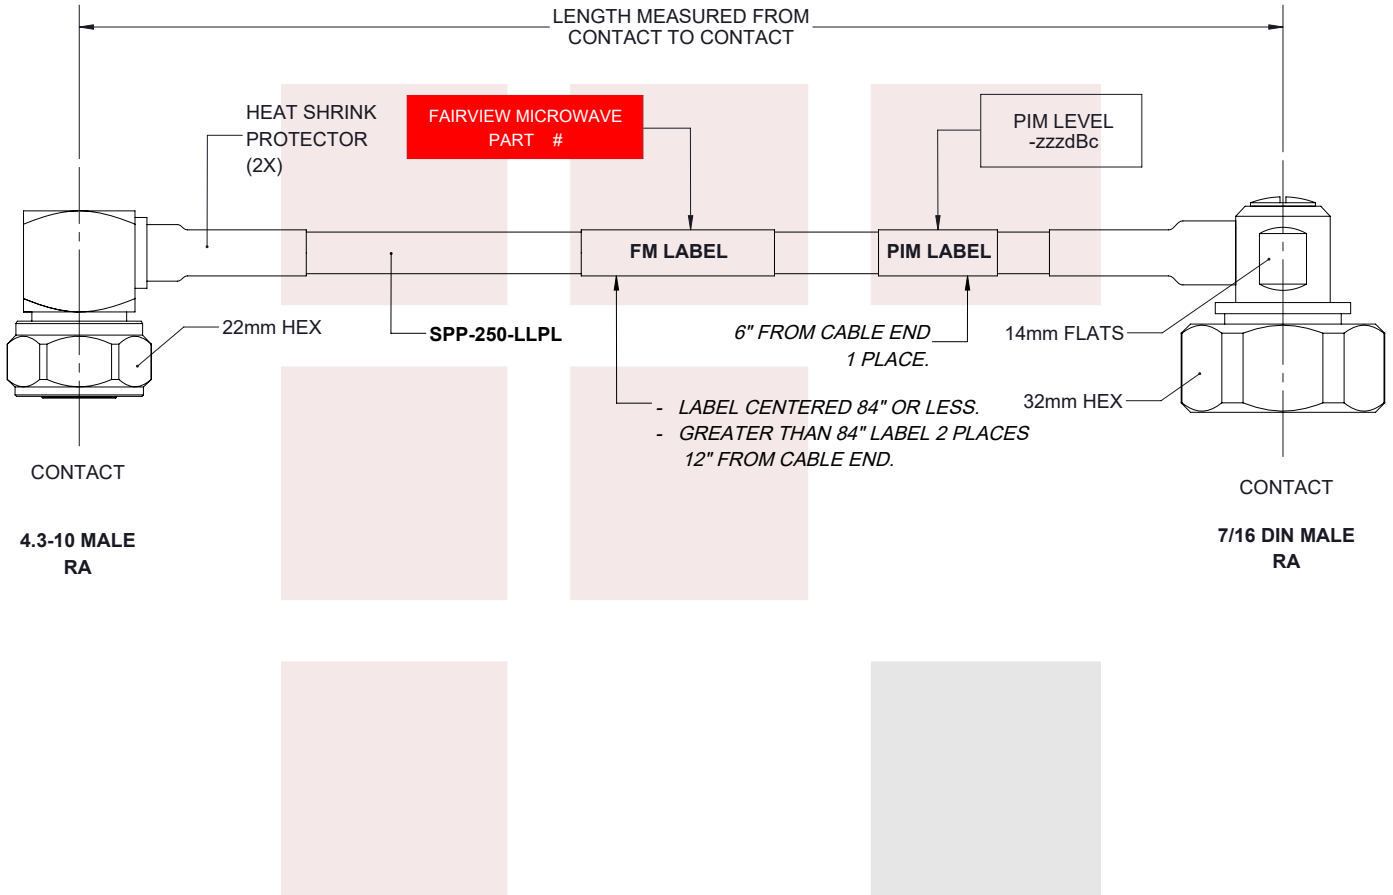 LENGTH MEASURED FROM
CONTACT TO CONTACT
HEAT SHRINK
PROTECTOR
(2X)
FAIRVIEW MICROWAVE
PART #
PIM LEVEL
-zzzdBc
FM LABEL
PIM LABEL
22mm HEX
SPP-250-LLPL
6" FROM CABLE END
1 PLACE.
14mm FLATS
32mm HEX
- LABEL CENTERED 84" OR LESS.
- GREATER THAN 84" LABEL 2 PLACES
12" FROM CABLE END.
CONTACT
4.3-10 MALE
RA
CONTACT
7/16 DIN MALE
RA